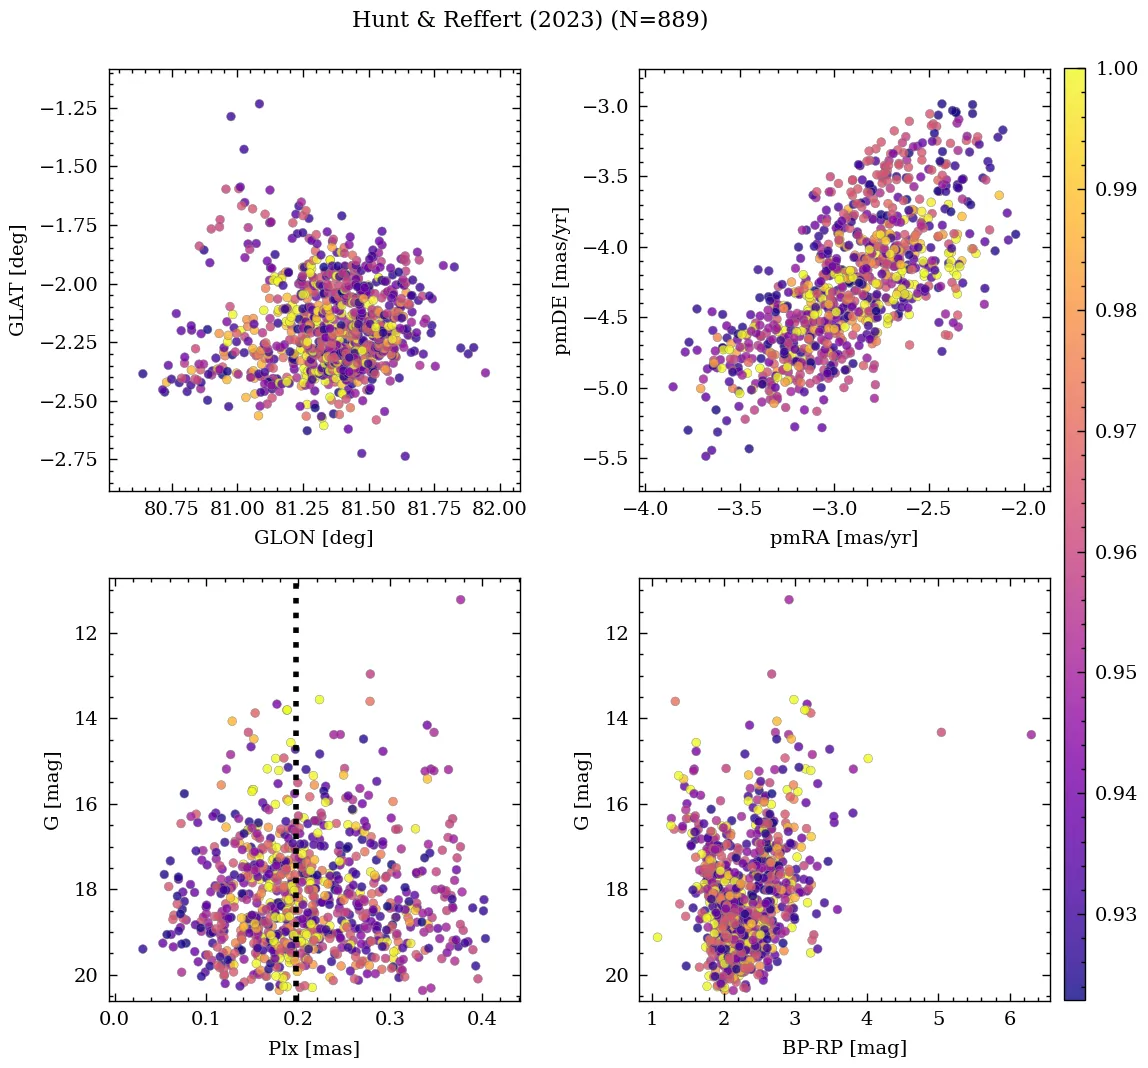 Hunt & Reffert (2023) (N=889)
−1.25
−1.50
−1.75
−2.00
−2.25
−2.50
−2.75
GLAT [deg]
80.75 81.00 81.25 81.50 81.75 82.00
GLON [deg]
−3.0
−3.5
−4.0
−4.5
−5.0
−5.5
pmDE [mas/yr]
−4.0 −3.5 −3.0 −2.5 −2.0
pmRA [mas/yr]
12
14
16
18
20
G [mag]
0.0 0.1 0.2 0.3 0.4
Plx [mas]
12
14
16
18
20
G [mag]
1 2 3 4 5 6
BP-RP [mag]
1.00
0.99
0.98
0.97
0.96
0.95
0.94
0.93